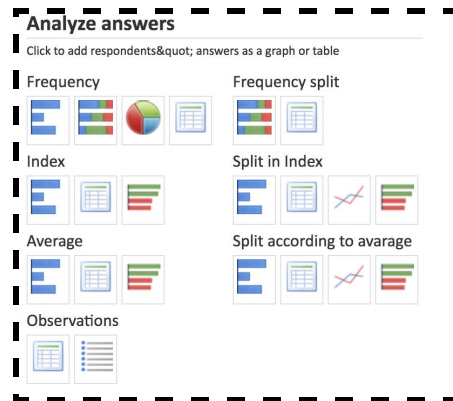 Analyze answers
Click to add respondents&quot; answers as a graph or table
Frequency
Frequency split
Index
Split in Index
Average
Split according to avarage
Observations